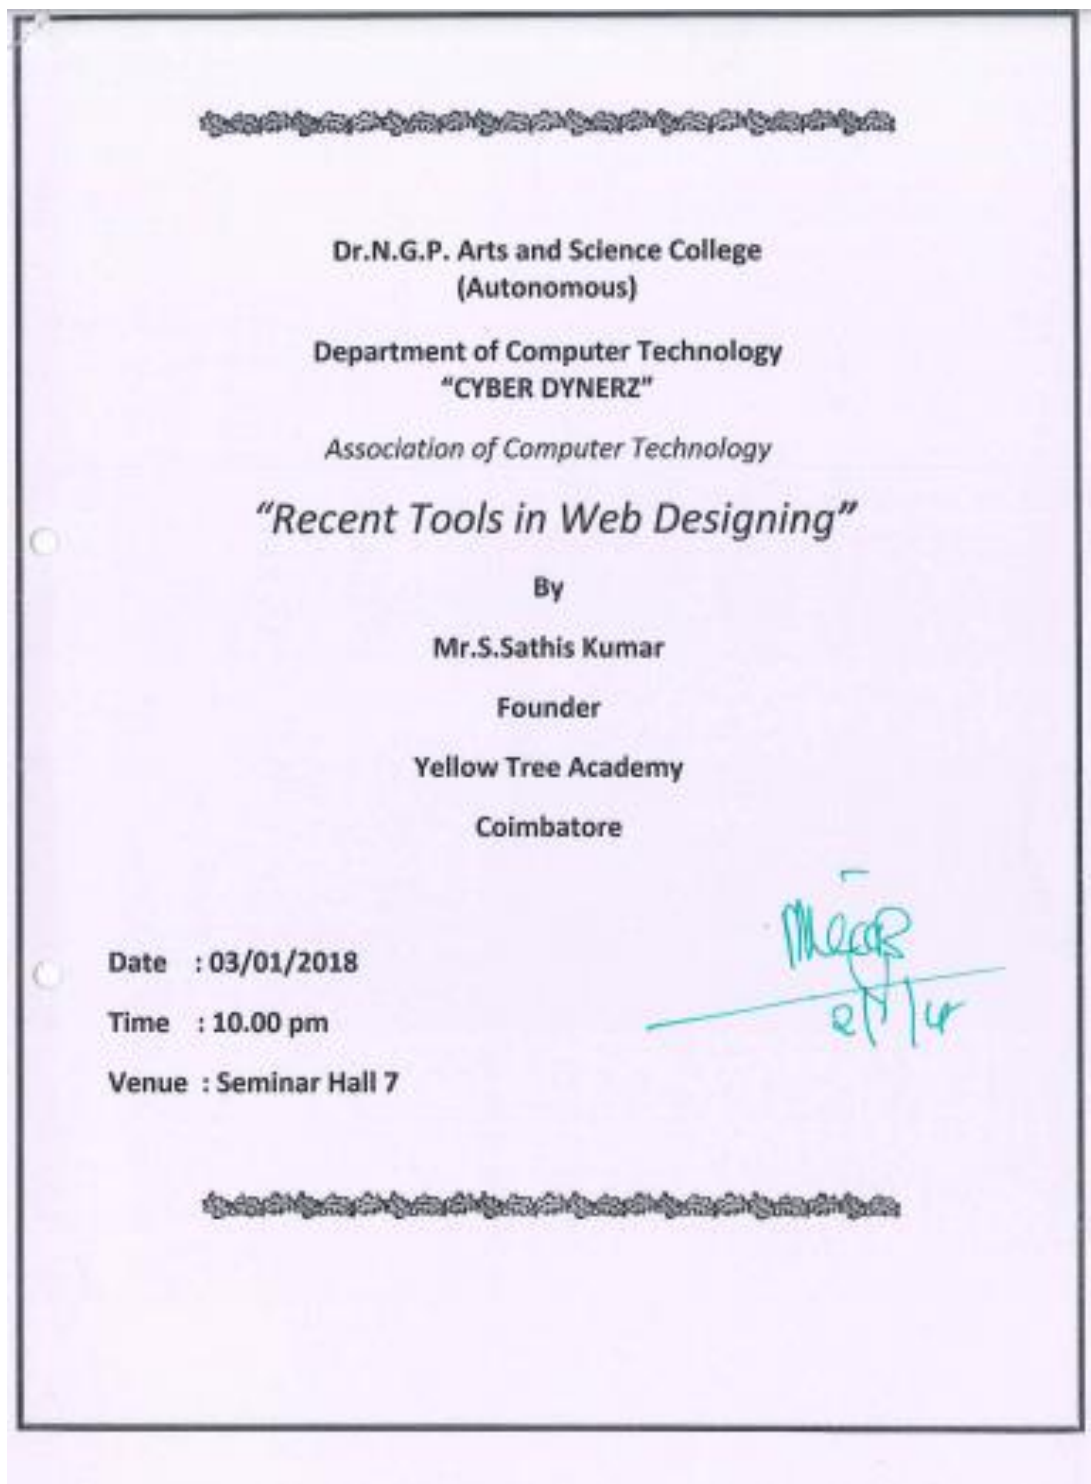 Dr.N.G.P. Arts and Science College
(Autonomous)
Department of Computer Technology
“CYBER DYNERZ”
Association of Computer Technology
“Recent Tools in Web Designing”
By
Mr.S.Sathis Kumar
Founder
Yellow Tree Academy
Coimbatore
Date : 03/01/2018
Time : 10.00 pm
Venue : Seminar Hall 7